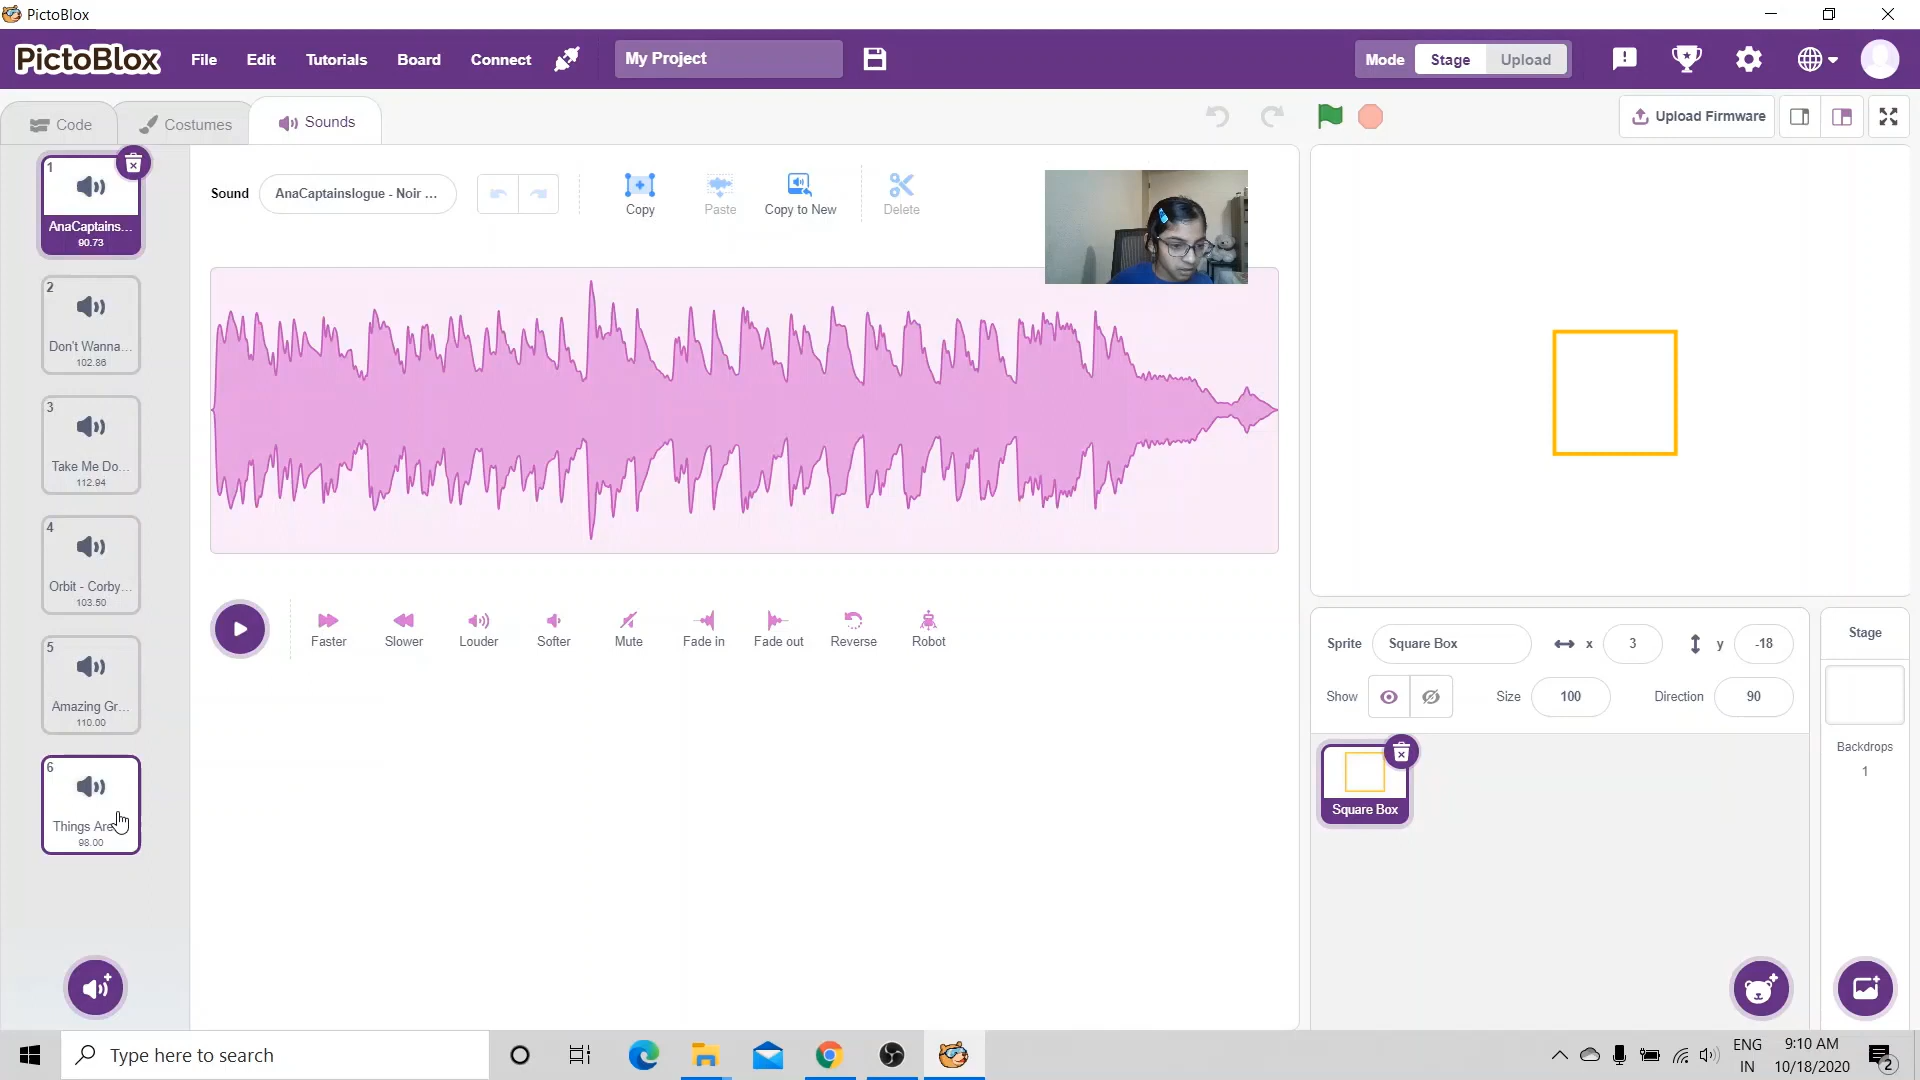 PictoBlox
PictoBlox File Edit Tutorials Board Connect My Project Mode Stage Upload
Code Costumes Sounds Upload Firmware
1
AnaCaptains...
90.73
2
Don't Wanna...
102.86
3
Take Me Do...
112.94
4
Orbit - Corby...
103.50
5
Amazing Gr...
110.00
6
Things Are
98.00
Sound AnaCaptainslogue - Noir ... Copy Paste Copy to New Delete
Faster Slower Louder Softer Mute Fade in Fade out Reverse Robot
Sprite Square Box x 3 y -18
Show Size 100 Direction 90
Square Box
Stage
Backdrops
1
Type here to search
ENG
IN
9:10 AM
10/18/2020
2